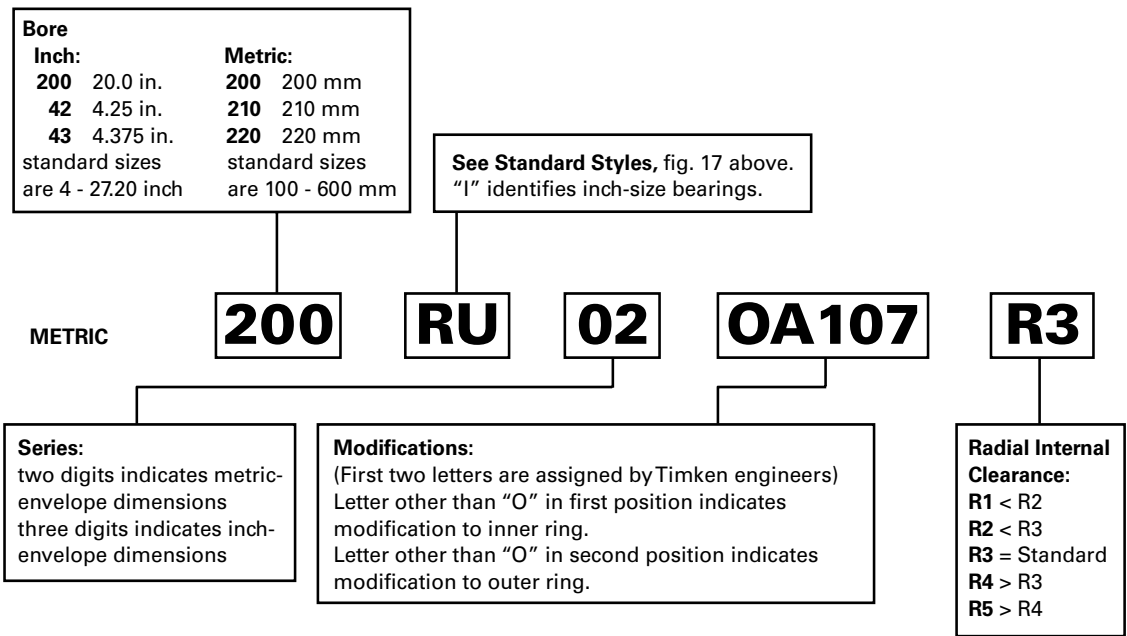 Bore
Inch: Metric:
200 20.0 in. 200 200 mm
42 4.25 in. 210 210 mm
43 4.375 in. 220 220 mm
standard sizes standard sizes
are 4 - 27.20 inch are 100 - 600 mm
See Standard Styles, fig. 17 above.
“I” identifies inch-size bearings.
METRIC 200 RU 02 OA107 R3
Series:
two digits indicates metric-
envelope dimensions
three digits indicates inch-
envelope dimensions
Modifications:
(First two letters are assigned by Timken engineers)
Letter other than “O” in first position indicates
modification to inner ring.
Letter other than “O” in second position indicates
modification to outer ring.
Radial Internal
Clearance:
R1 < R2
R2 < R3
R3 = Standard
R4 > R3
R5 > R4